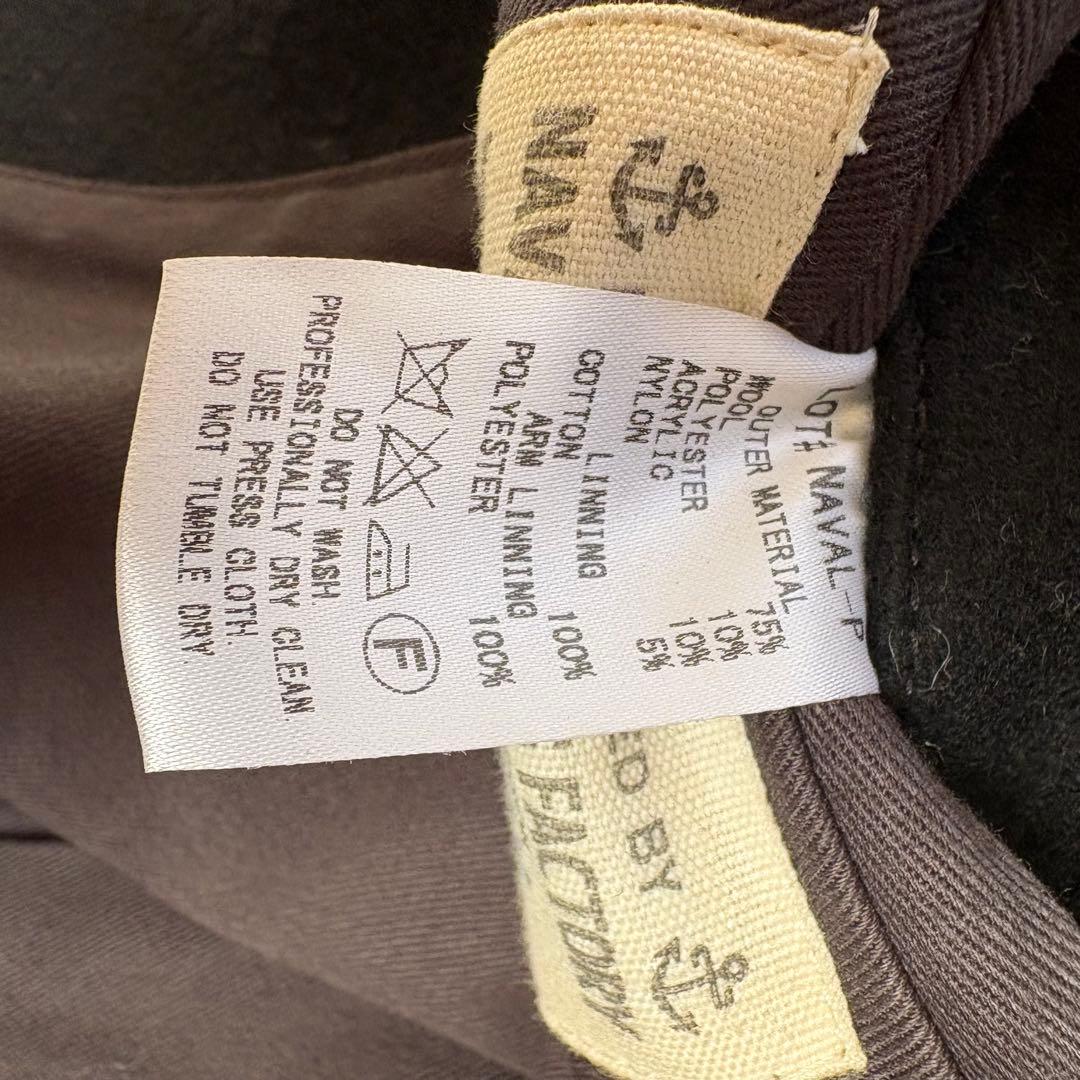 LOT# NAVAL-P
OUTER MATERIAL
WOOL 75%
POLYESTER 10%
ACRYLIC 10%
NYLON 5%
LINNING
COTTON 100%
ARM LINNING
POLYESTER 100%
F
DO NOT WASH.
PROFESSIONALLY DRY CLEAN.
USE PRESS CLOTH.
DO NOT TUMBLE DRY.
BY
FACTORY